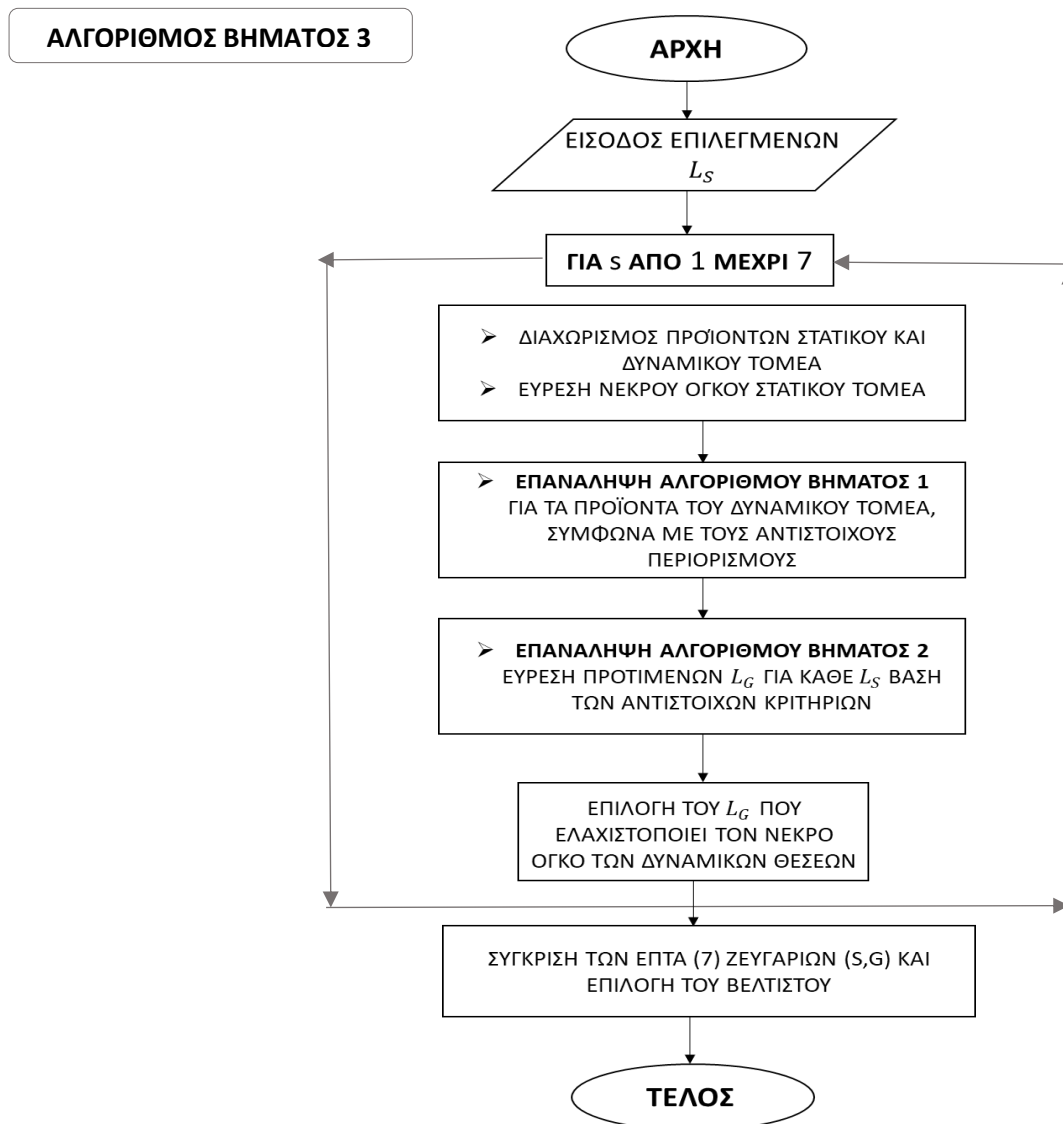 ΑΛΓΟΡΙΘΜΟΣ ΒΗΜΑΤΟΣ 3
ΑΡΧΗ
ΕΙΣΟΔΟΣ ΕΠΙΛΕΓΜΕΝΩΝ
L_S
ΓΙΑ s ΑΠΟ 1 ΜΕΧΡΙ 7
➢ ΔΙΑΧΩΡΙΣΜΟΣ ΠΡΟΪΟΝΤΩΝ ΣΤΑΤΙΚΟΥ ΚΑΙ
ΔΥΝΑΜΙΚΟΥ ΤΟΜΕΑ
➢ ΕΥΡΕΣΗ ΝΕΚΡΟΥ ΟΓΚΟΥ ΣΤΑΤΙΚΟΥ ΤΟΜΕΑ
➢ ΕΠΑΝΑΛΗΨΗ ΑΛΓΟΡΙΘΜΟΥ ΒΗΜΑΤΟΣ 1
ΓΙΑ ΤΑ ΠΡΟΪΟΝΤΑ ΤΟΥ ΔΥΝΑΜΙΚΟΥ ΤΟΜΕΑ,
ΣΥΜΦΩΝΑ ΜΕ ΤΟΥΣ ΑΝΤΙΣΤΟΙΧΟΥΣ
ΠΕΡΙΟΡΙΣΜΟΥΣ
➢ ΕΠΑΝΑΛΗΨΗ ΑΛΓΟΡΙΘΜΟΥ ΒΗΜΑΤΟΣ 2
ΕΥΡΕΣΗ ΠΡΟΤΙΜΕΝΩΝ L_G ΓΙΑ ΚΑΘΕ L_S ΒΑΣΗ
ΤΩΝ ΑΝΤΙΣΤΟΙΧΩΝ ΚΡΙΤΗΡΙΩΝ
ΕΠΙΛΟΓΗ ΤΟΥ L_G ΠΟΥ
ΕΛΑΧΙΣΤΟΠΟΙΕΙ ΤΟΝ ΝΕΚΡΟ
ΟΓΚΟ ΤΩΝ ΔΥΝΑΜΙΚΩΝ ΘΕΣΕΩΝ
ΣΥΓΚΡΙΣΗ ΤΩΝ ΕΠΤΑ (7) ΖΕΥΓΑΡΙΩΝ (S,G) ΚΑΙ
ΕΠΙΛΟΓΗ ΤΟΥ ΒΕΛΤΙΣΤΟΥ
ΤΕΛΟΣ